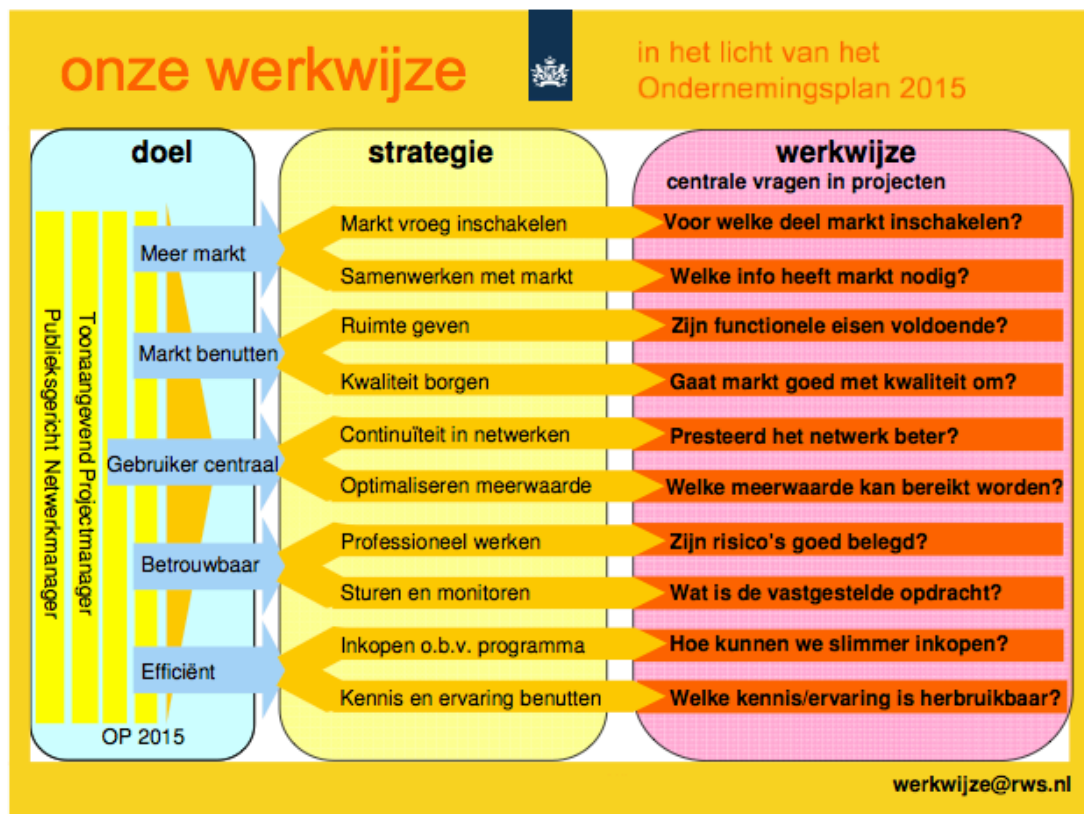 onze werkwijze
in het licht van het
Ondernemingsplan 2015
doel
strategie
werkwijze
centrale vragen in projecten
Publieksgericht Netwerkmanager
Toonaangevend Projectmanager
Meer markt
Markt vroeg inschakelen
Voor welke deel markt inschakelen?
Samenwerken met markt
Welke info heeft markt nodig?
Markt benutten
Ruimte geven
Zijn functionele eisen voldoende?
Kwaliteit borgen
Gaat markt goed met kwaliteit om?
Gebruiker centraal
Continuïteit in netwerken
Presteerd het netwerk beter?
Optimaliseren meerwaarde
Welke meerwaarde kan bereikt worden?
Betrouwbaar
Professioneel werken
Zijn risico's goed belegd?
Sturen en monitoren
Wat is de vastgestelde opdracht?
Efficiënt
Inkopen o.b.v. programma
Hoe kunnen we slimmer inkopen?
Kennis en ervaring benutten
Welke kennis/ervaring is herbruikbaar?
OP 2015
werkwijze@rws.nl